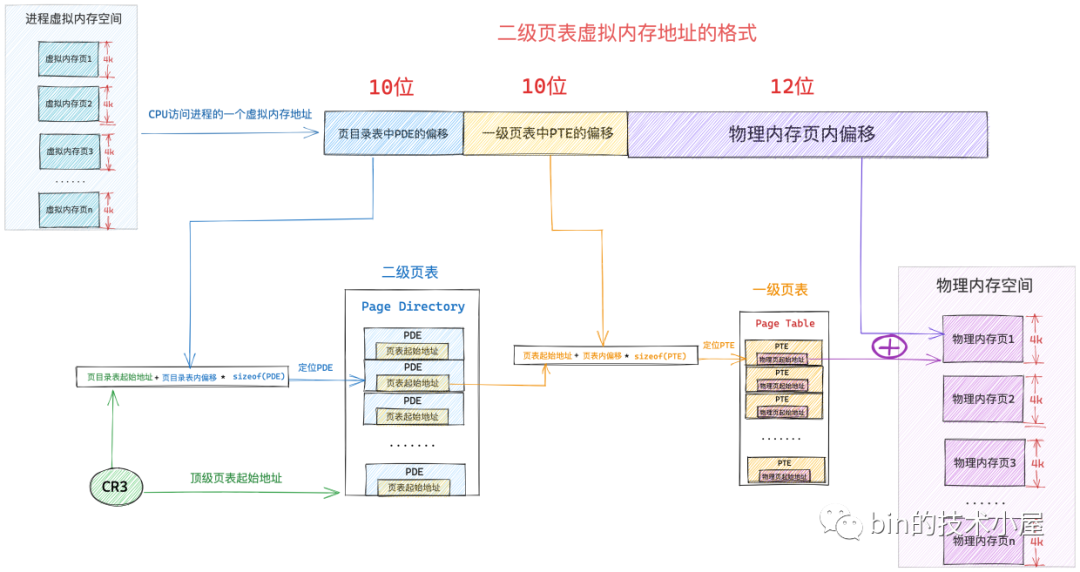 进程虚拟内存空间
虚拟内存页1
4k
虚拟内存页2
4k
虚拟内存页3
4k
......
虚拟内存页n
4k
二级页表虚拟内存地址的格式
10位
10位
12位
CPU访问进程的一个虚拟内存地址
页目录表中PDE的偏移
一级页表中PTE的偏移
物理内存页内偏移
二级页表
Page Directory
PDE
页表起始地址
PDE
页表起始地址
PDE
页表起始地址
.......
PDE
页表起始地址
页目录表起始地址+页目录表内偏移* sizeof(PDE)
定位PDE
CR3
顶级页表起始地址
页表起始地址+页表内偏移* sizeof(PTE)
定位PTE
一级页表
Page Table
PTE
物理页起始地址
PTE
物理页起始地址
PTE
物理页起始地址
.......
PTE
物理页起始地址
物理内存空间
物理内存页1
4k
物理内存页2
4k
物理内存页3
4k
......
物理内存页n
4k
bin的技术小屋